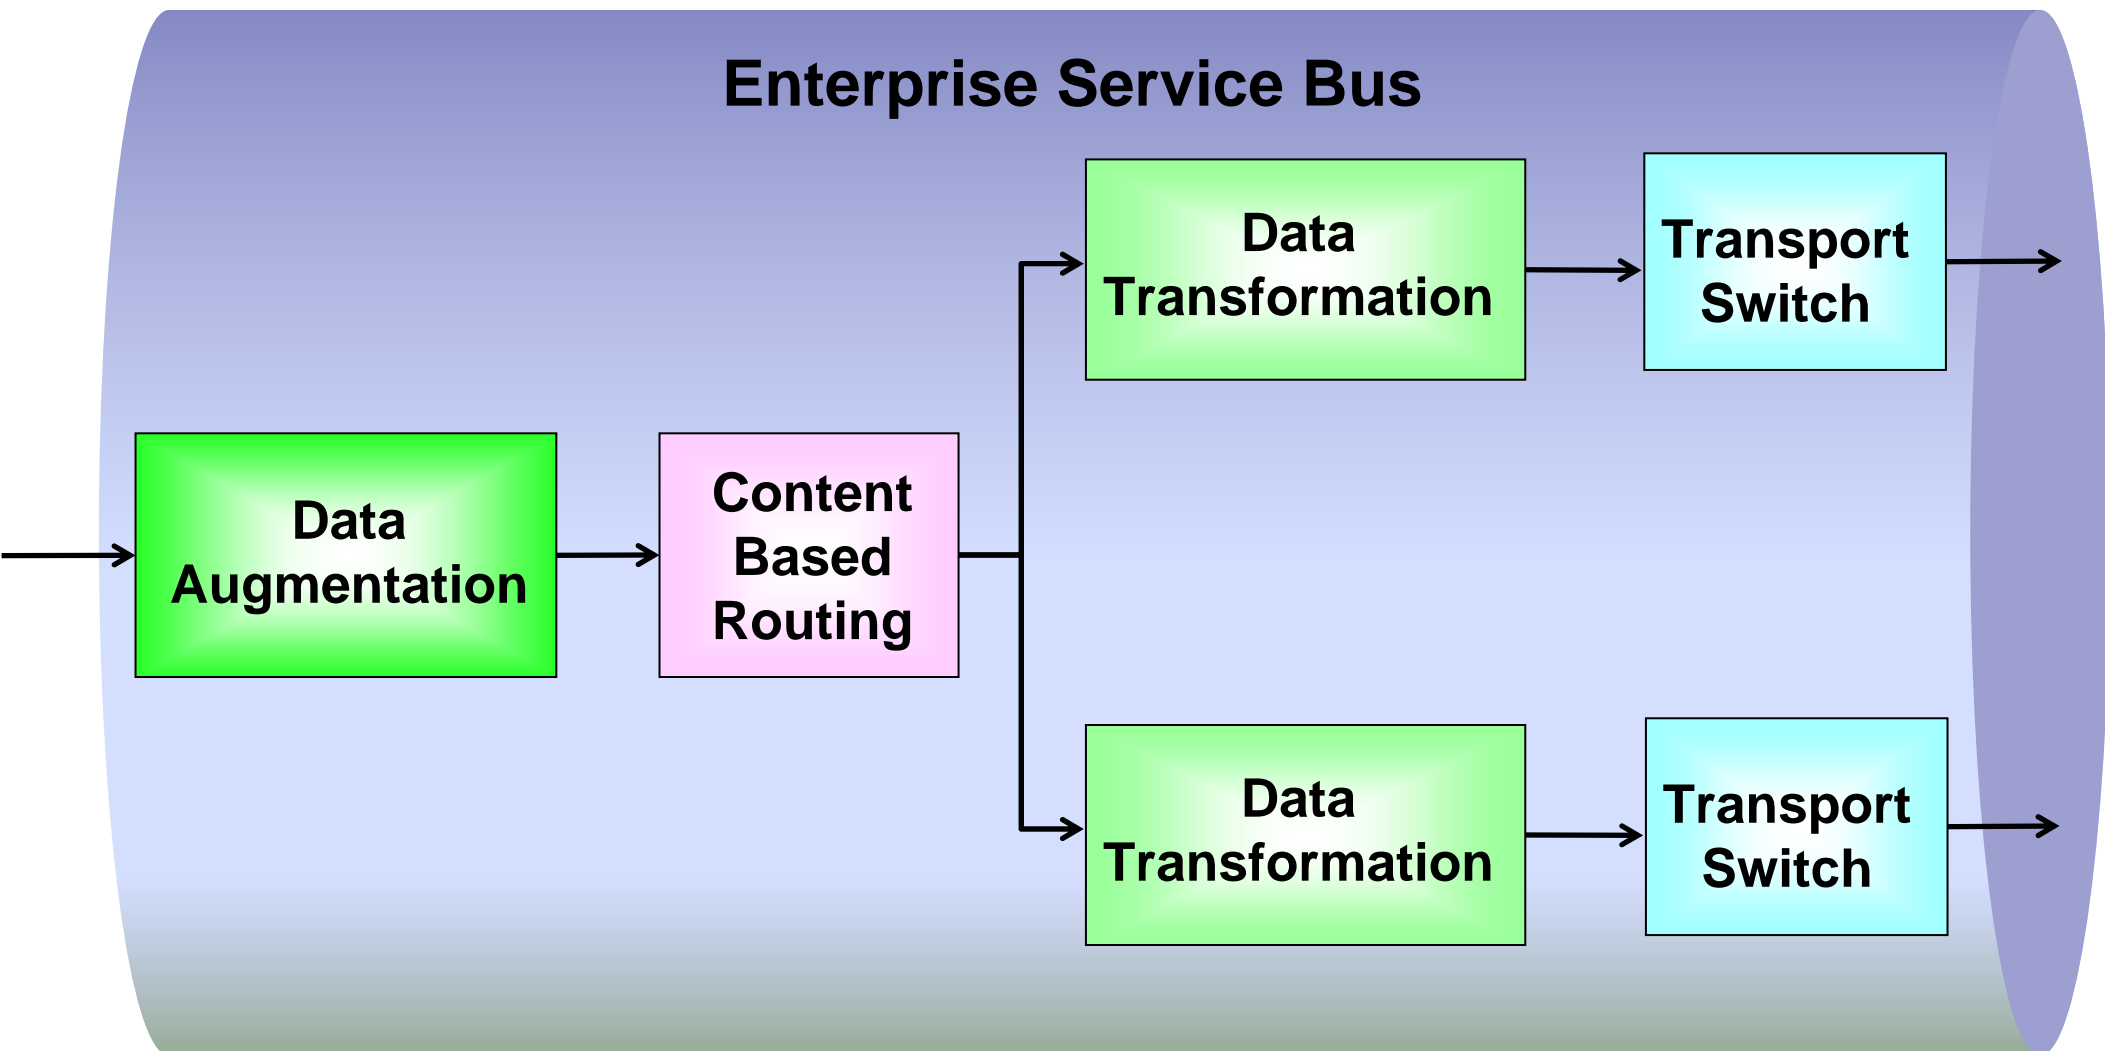 Enterprise Service Bus
Data
Transformation
Transport
Switch
Data
Augmentation
Content
Based
Routing
Data
Transformation
Transport
Switch